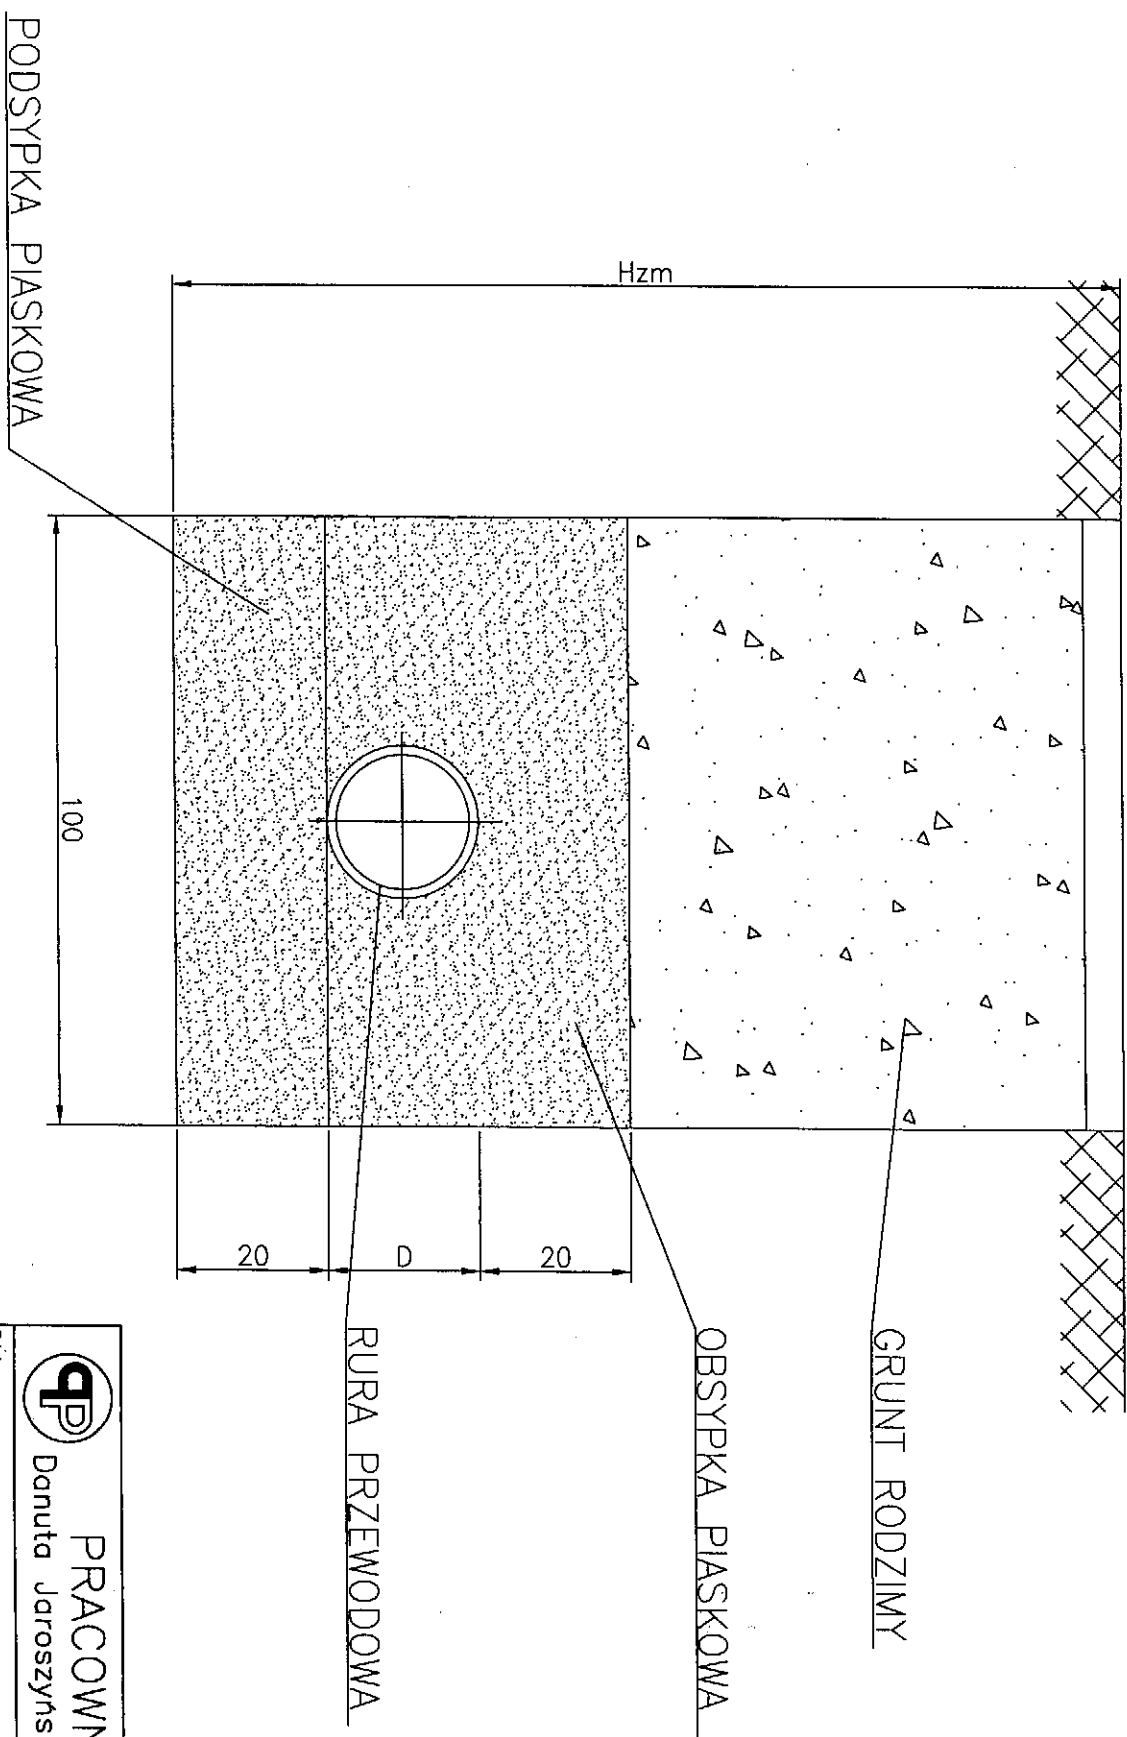 Hzm
GRUNT RODZIMY
OBSYPKA PIASKOWA
20
D
20
RURA PRZEWODOWA
100
PODSYPKA PIASKOWA
PRACOWN
Danuta Jaroszyńs